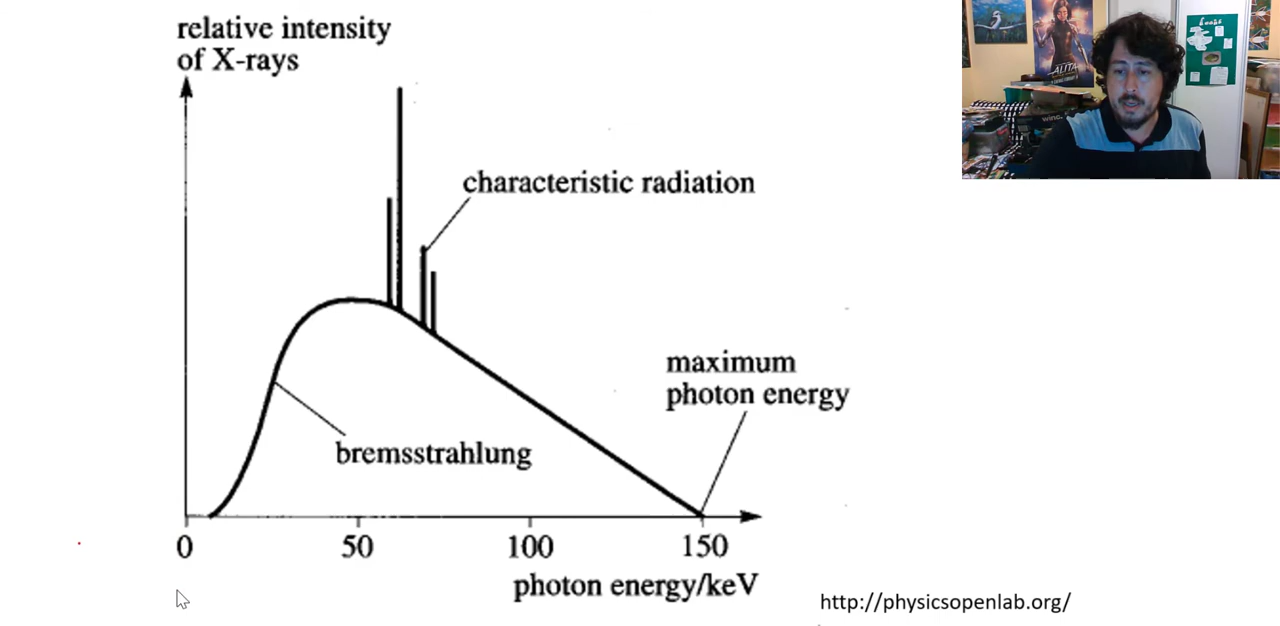 relative intensity
of X-rays
characteristic radiation
maximum
photon energy
bremsstrahlung
0
50
100
150
photon energy/keV
http://physicsopenlab.org/
ALITA